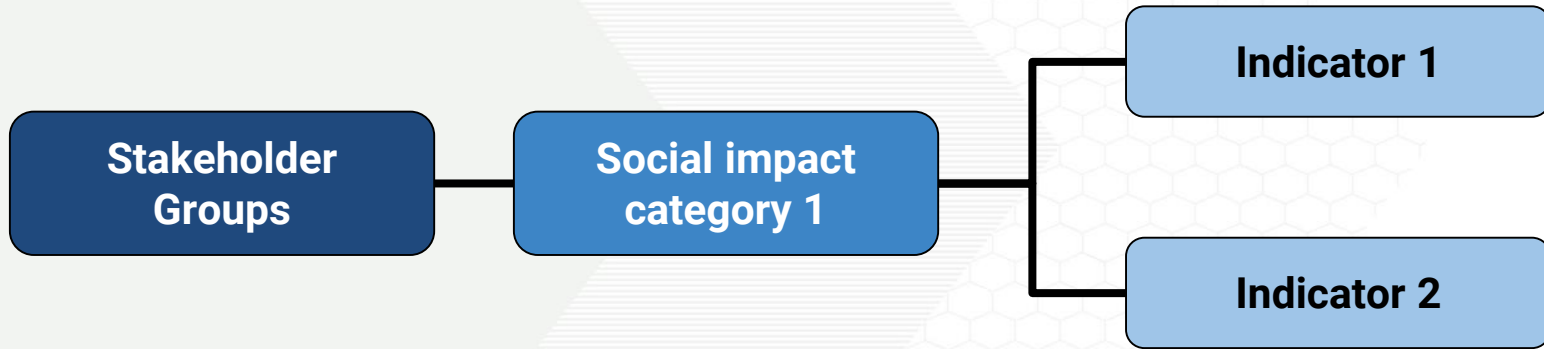 Stakeholder
Groups
Social impact
category 1
Indicator 1
Indicator 2